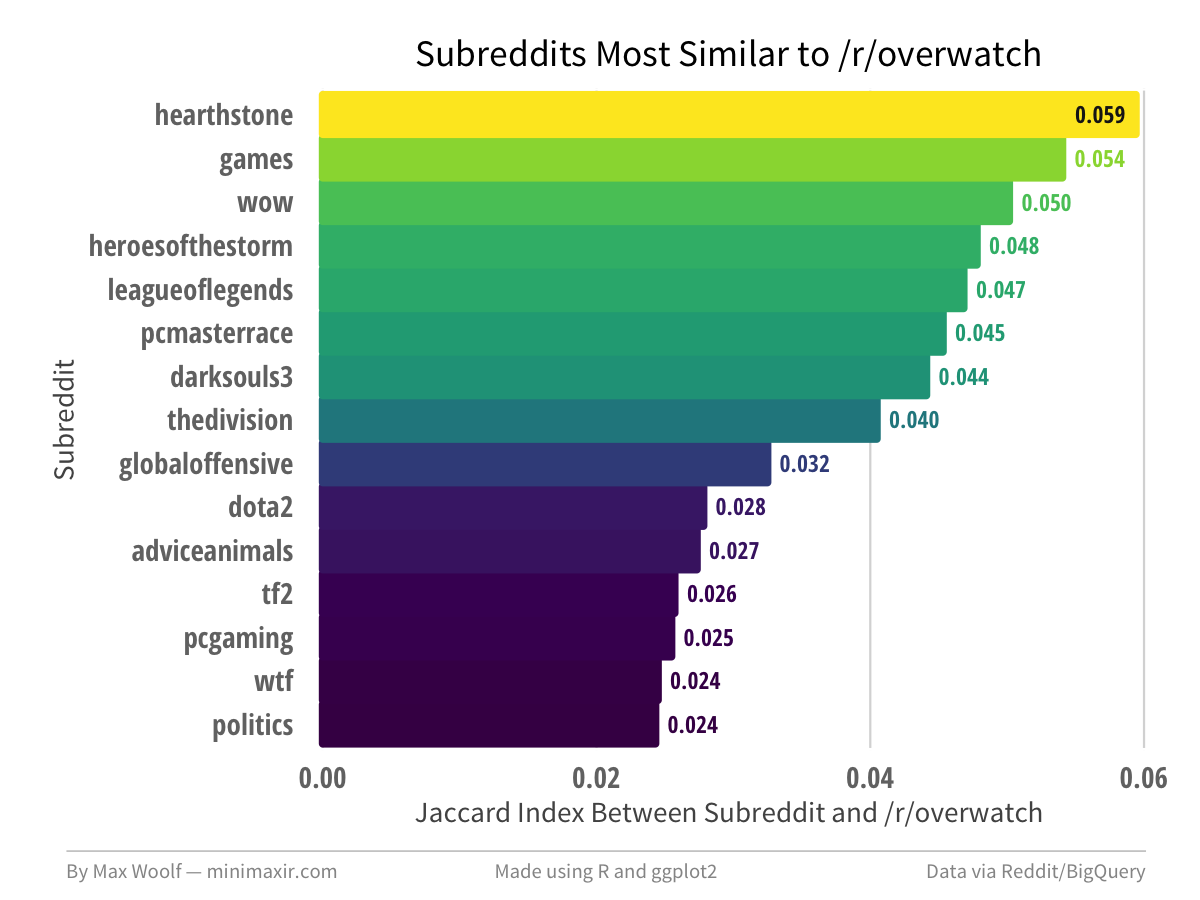 Subreddits Most Similar to /r/overwatch
hearthstone 0.059
games 0.054
wow 0.050
heroesofthestorm 0.048
leagueoflegends 0.047
pcmasterrace 0.045
darksouls3 0.044
thedivision 0.040
globaloffensive 0.032
dota2 0.028
adviceanimals 0.027
tf2 0.026
pcgaming 0.025
wtf 0.024
politics 0.024
Subreddit
0.00 0.02 0.04 0.06
Jaccard Index Between Subreddit and /r/overwatch
By Max Woolf — minimaxir.com Made using R and ggplot2 Data via Reddit/BigQuery